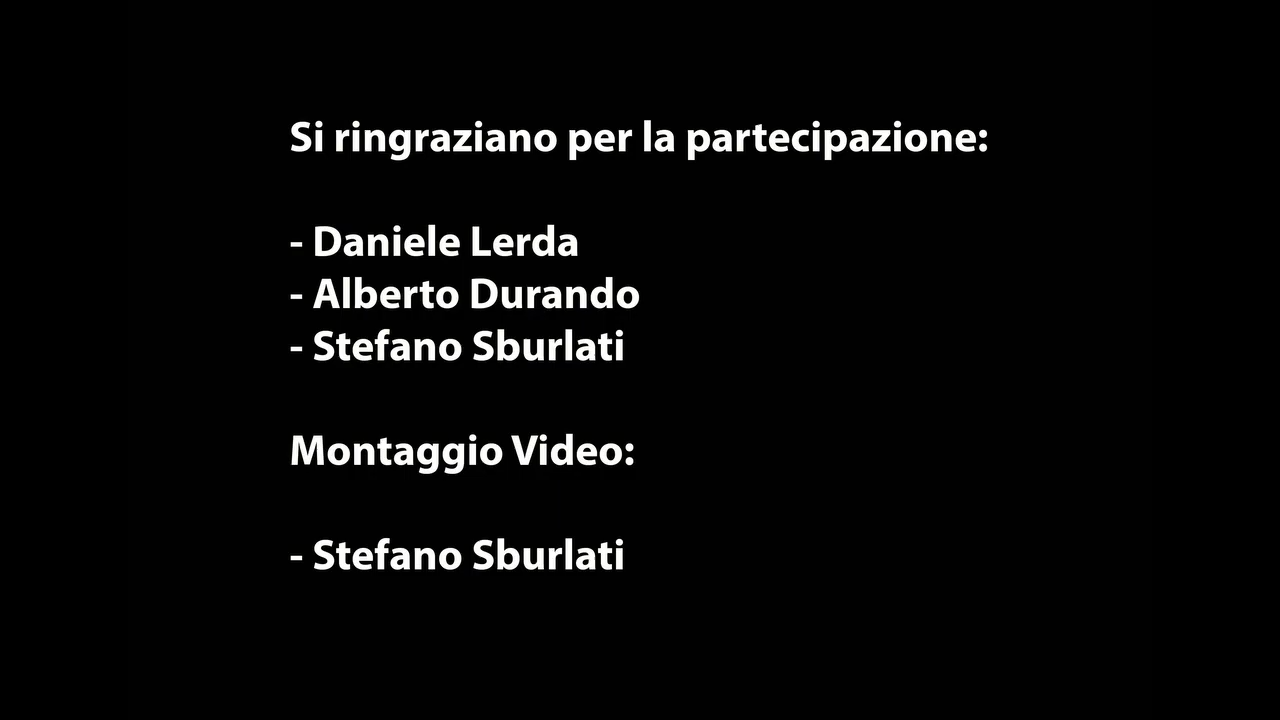 Si ringraziano per la partecipazione:
- Daniele Lerda
- Alberto Durando
- Stefano Sburlati
Montaggio Video:
- Stefano Sburlati